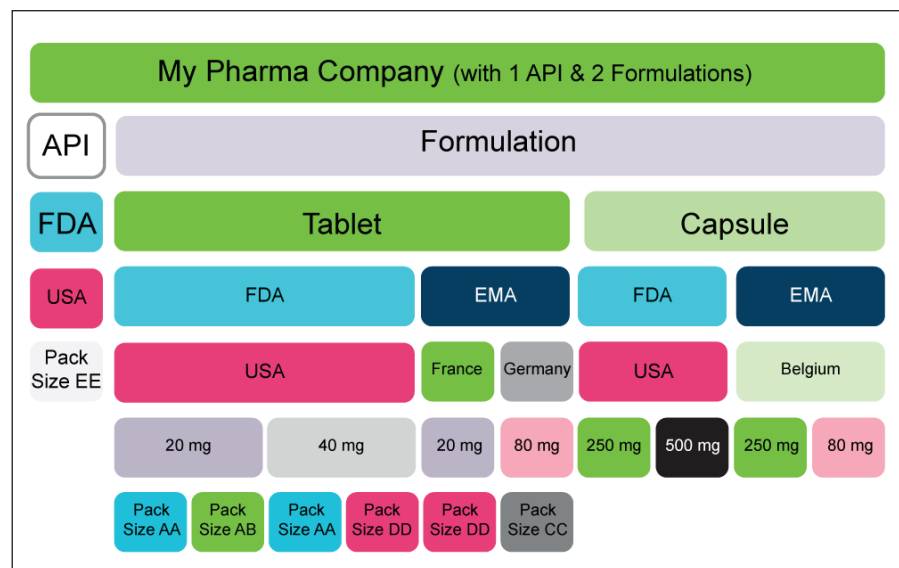 My Pharma Company (with 1 API & 2 Formulations)
API
Formulation
FDA
Tablet
Capsule
USA
FDA
EMA
FDA
EMA
Pack
Size EE
USA
France
Germany
USA
Belgium
20 mg
40 mg
20 mg
80 mg
250 mg
500 mg
250 mg
80 mg
Pack
Size AA
Pack
Size AB
Pack
Size AA
Pack
Size DD
Pack
Size DD
Pack
Size CC